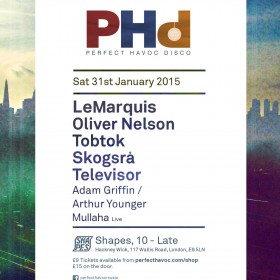 PHd
PERFECT HAVOC DISCO
Sat 31st January 2015
LeMarquis
Oliver Nelson
Tobtok
Skogsrå
Televisor
Adam Griffin /
Arthur Younger
Mullaha Live
SHAPES
Shapes, 10 - Late
Hackney Wick, 117 Wallis Road, London, E9 5LN
£8 Tickets available from perfecthavoc.com/shop
£15 on the door.